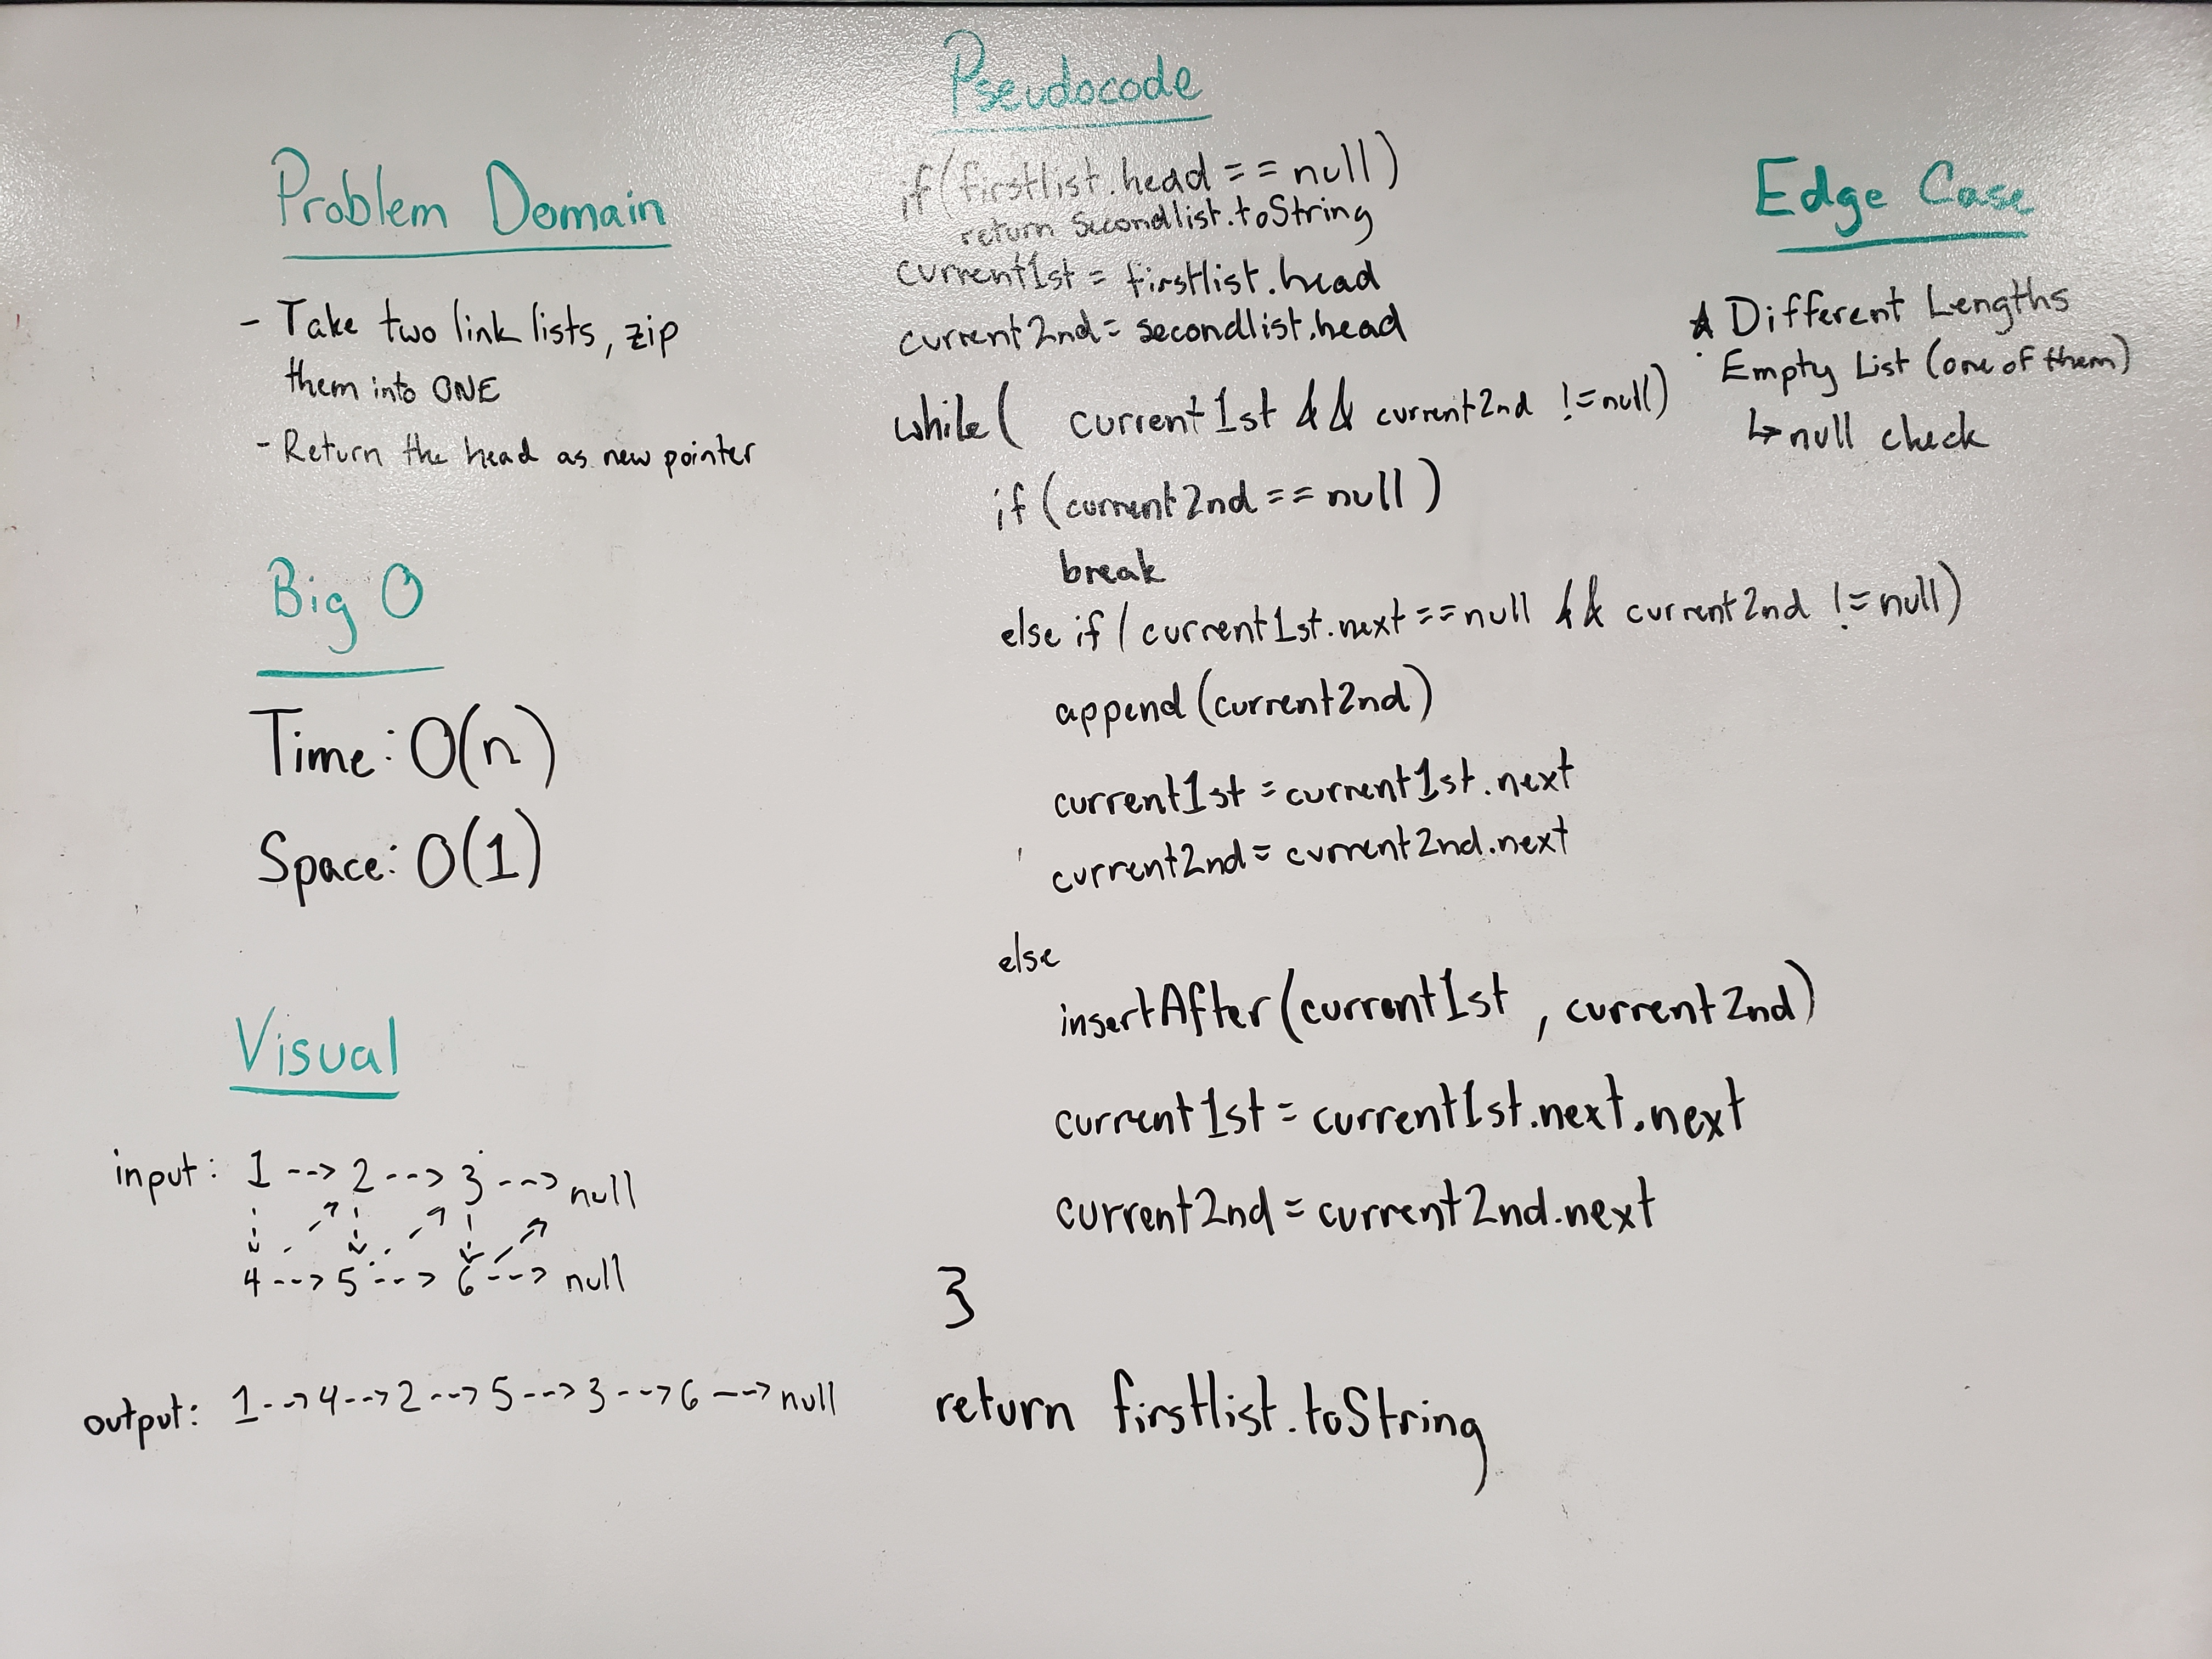 Problem Domain
- Take two link lists, zip
them into ONE
- Return the head as new pointer
Big O
Time: O(n)
Space: O(1)
Visual
input: 1 --> 2 --> 3 --> null
4 --> 5 --> 6 --> null
output: 1 --> 4 --> 2 --> 5 --> 3 --> 6 --> null
Pseudocode
if(firstlist.head == null)
return Secondlist.toString
current1st = firstlist.head
current2nd = secondlist.head
while( current1st && current2nd != null)
if (current2nd == null)
break
else if ( current1st.next == null && current2nd != null)
append (current2nd)
current1st = current1st.next
current2nd = current2nd.next
else
insertAfter(current1st, current2nd)
current1st = current1st.next.next
current2nd = current2nd.next
}
return firstlist.toString
Edge Case
* Different Lengths
· Empty List (one of them)
↳ null check